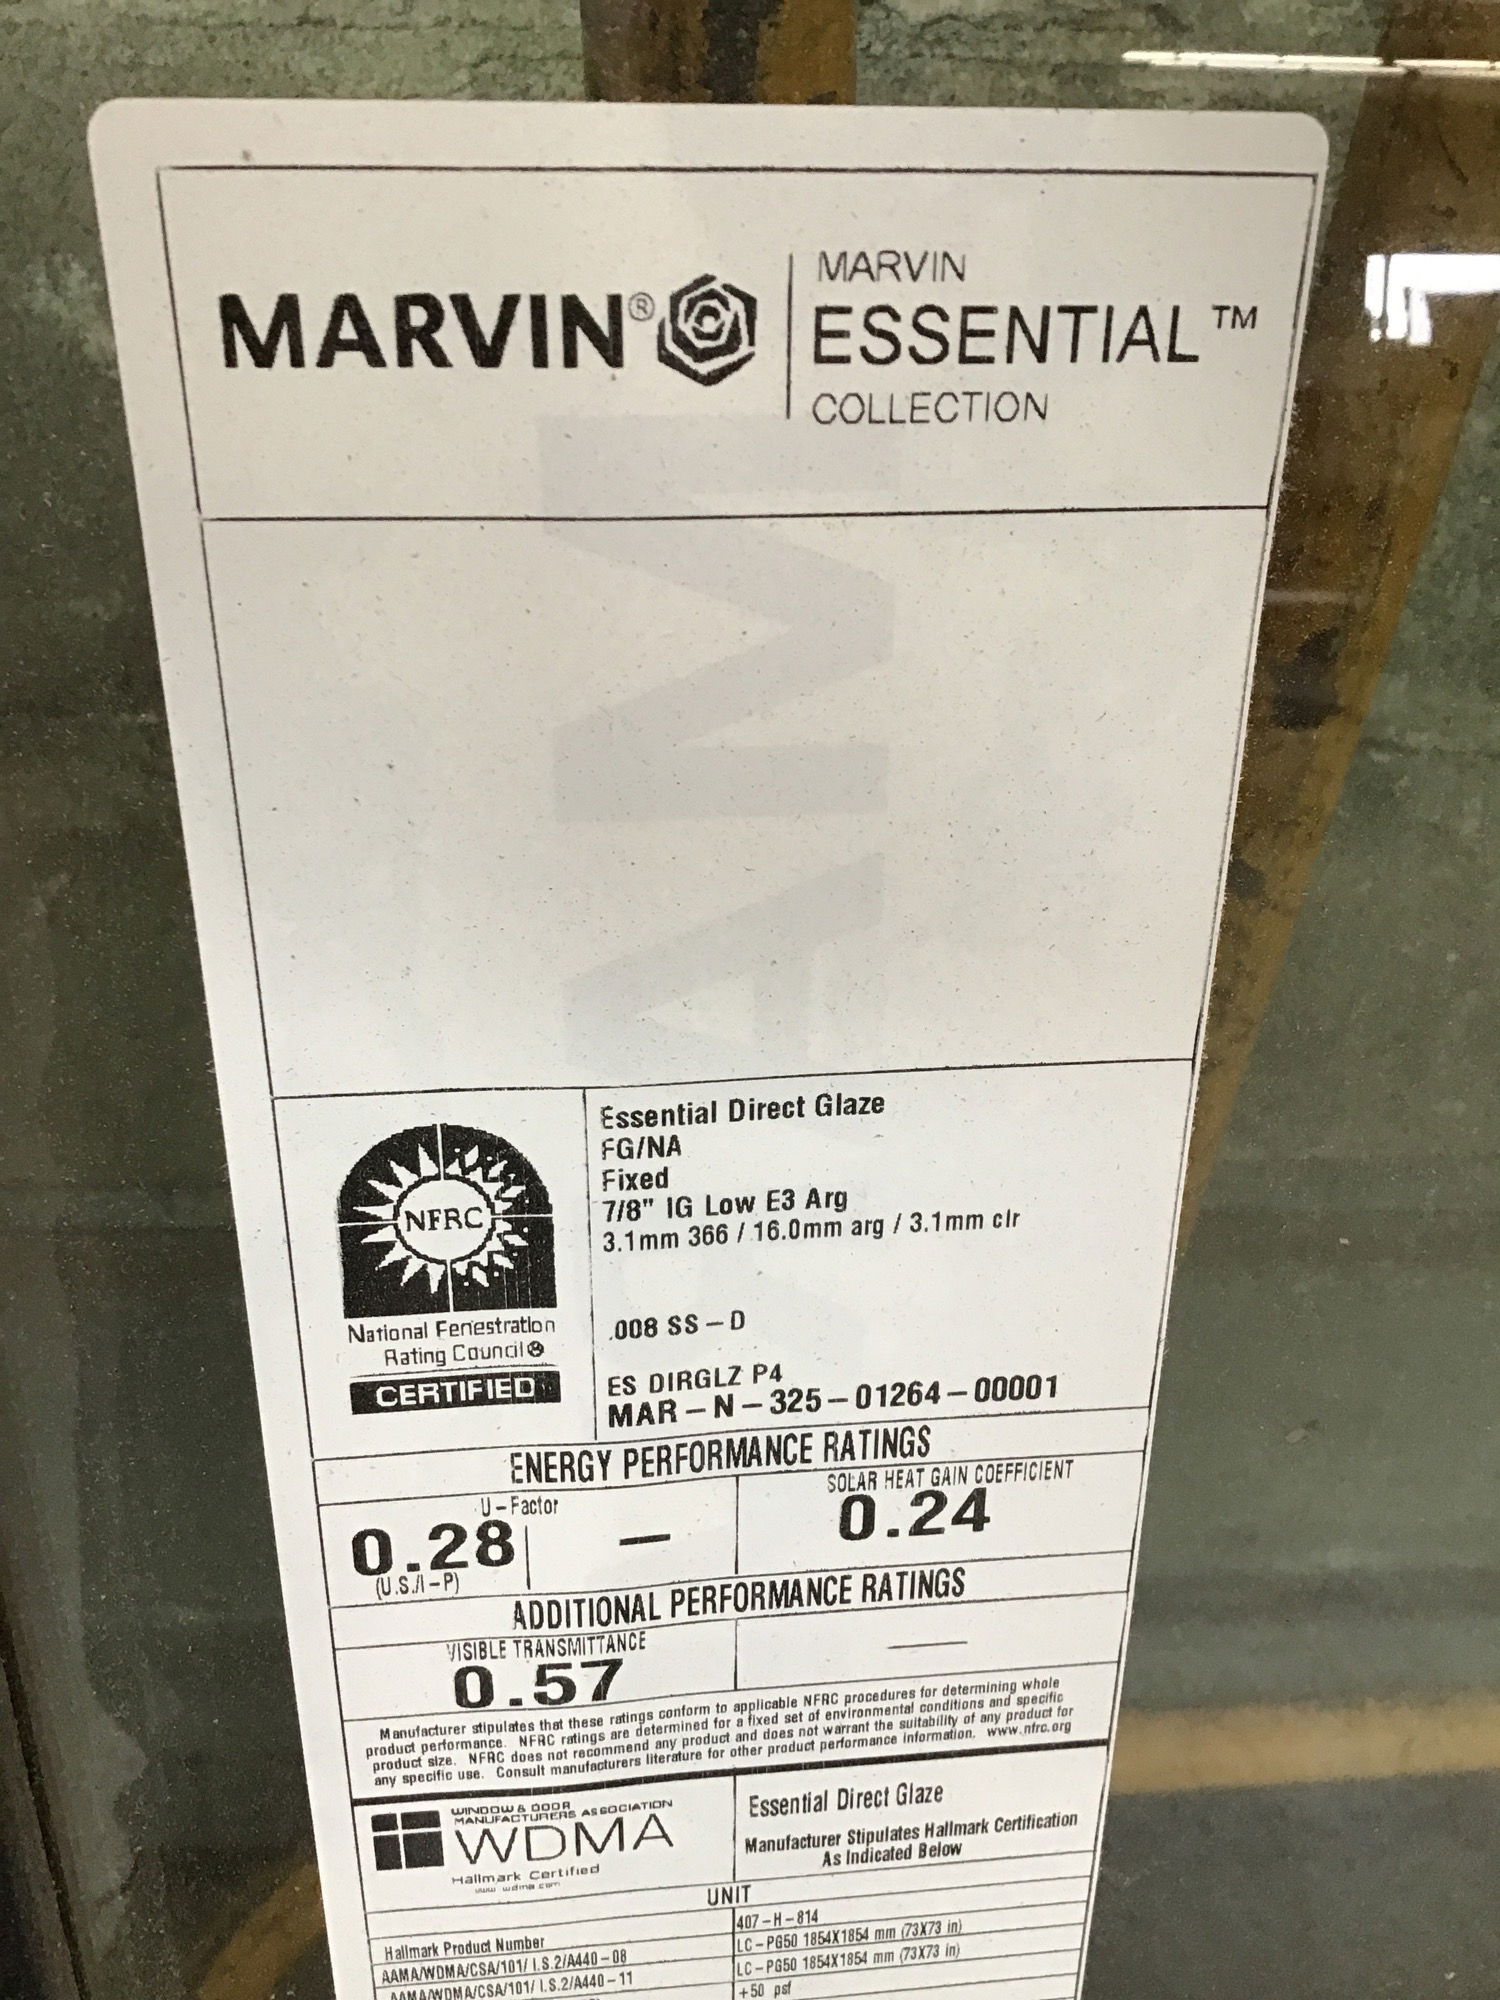 MARVIN® MARVIN
ESSENTIAL™
COLLECTION
Essential Direct Glaze
FG/NA
Fixed
7/8" IG Low E3 Arg
3.1mm 366 / 16.0mm arg / 3.1mm clr
.008 SS – D
ES DIRGLZ P4
MAR – N – 325 – 01264 – 00001
NFRC
National Fenestration
Rating Council®
CERTIFIED
ENERGY PERFORMANCE RATINGS
U – Factor
0.28 –
(U.S./I – P)
SOLAR HEAT GAIN COEFFICIENT
0.24
ADDITIONAL PERFORMANCE RATINGS
VISIBLE TRANSMITTANCE
0.57 —
Manufacturer stipulates that these ratings conform to applicable NFRC procedures for determining whole
product performance. NFRC ratings are determined for a fixed set of environmental conditions and specific
product size. NFRC does not recommend any product and does not warrant the suitability of any product for
any specific use. Consult manufacturers literature for other product performance information. www.nfrc.org
WINDOW & DOOR
MANUFACTURERS ASSOCIATION
WDMA
Hallmark Certified
www.wdma.com
Essential Direct Glaze
Manufacturer Stipulates Hallmark Certification
As Indicated Below
UNIT
Hallmark Product Number 407 – H – 814
AAMA/WDMA/CSA/101/ I.S.2/A440 – 08 LC – PG50 1854X1854 mm (73X73 in)
AAMA/WDMA/CSA/101/ I.S.2/A440 – 11 LC – PG50 1854X1854 mm (73X73 in)
+50 psf